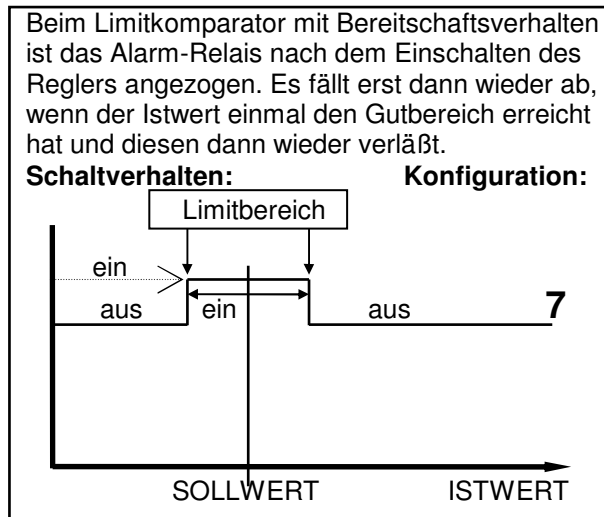 Beim Limitkomparator mit Bereitschaftsverhalten
ist das Alarm-Relais nach dem Einschalten des
Reglers angezogen. Es fällt erst dann wieder ab,
wenn der Istwert einmal den Gutbereich erreicht
hat und diesen dann wieder verläßt.
Schaltverhalten: Konfiguration:
Limitbereich
ein
aus ein aus 7
SOLLWERT ISTWERT